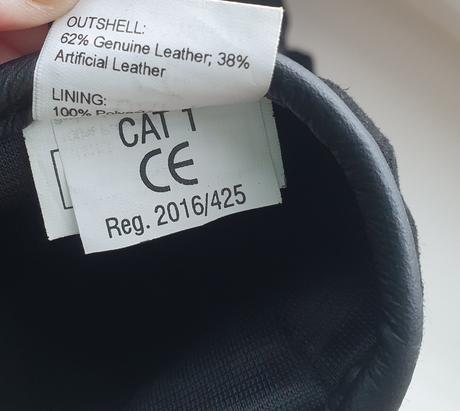 OUTSHELL:
62% Genuine Leather; 38%
Artificial Leather
LINING:
100%
CAT 1
CE
Reg. 2016/425